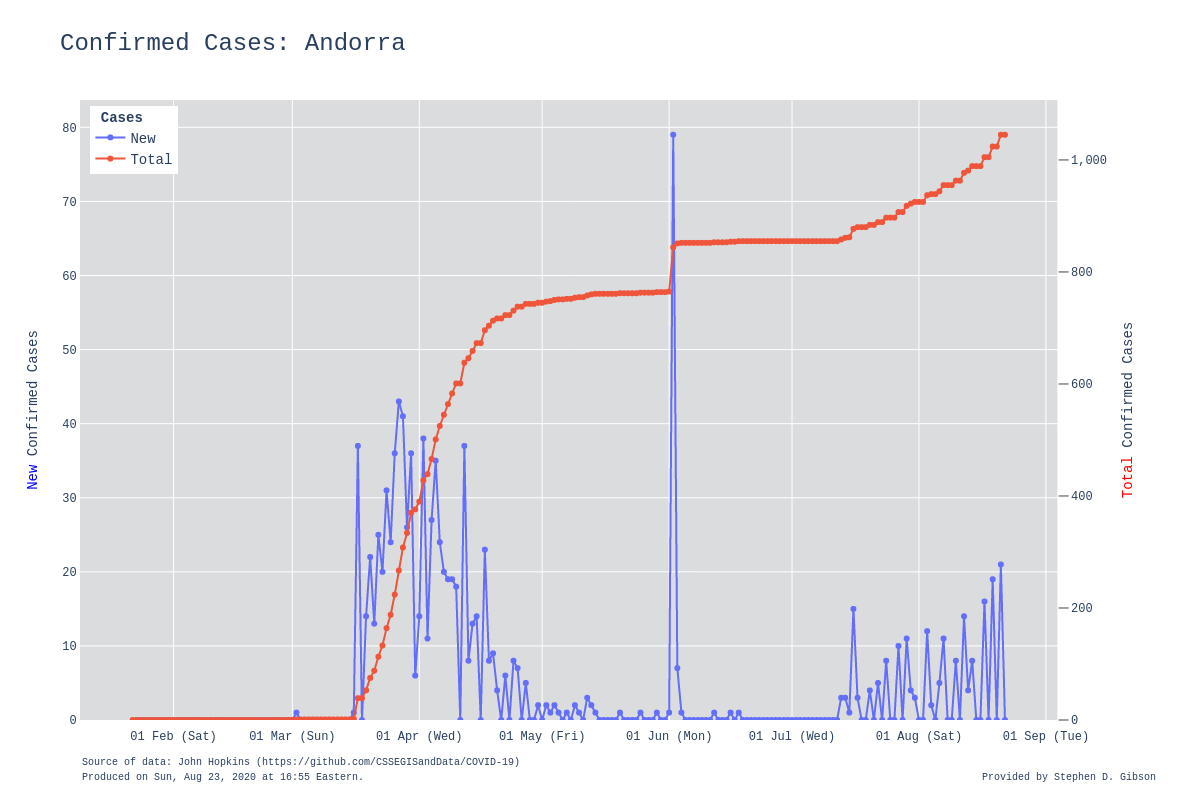 Confirmed Cases: Andorra
Cases
New
Total
80
70
60
50
40
30
20
10
0
1,000
800
600
400
200
0
New Confirmed Cases
Total Confirmed Cases
01 Feb (Sat) 01 Mar (Sun) 01 Apr (Wed) 01 May (Fri) 01 Jun (Mon) 01 Jul (Wed) 01 Aug (Sat) 01 Sep (Tue)
Source of data: John Hopkins (https://github.com/CSSEGISandData/COVID-19)
Produced on Sun, Aug 23, 2020 at 16:55 Eastern.
Provided by Stephen D. Gibson